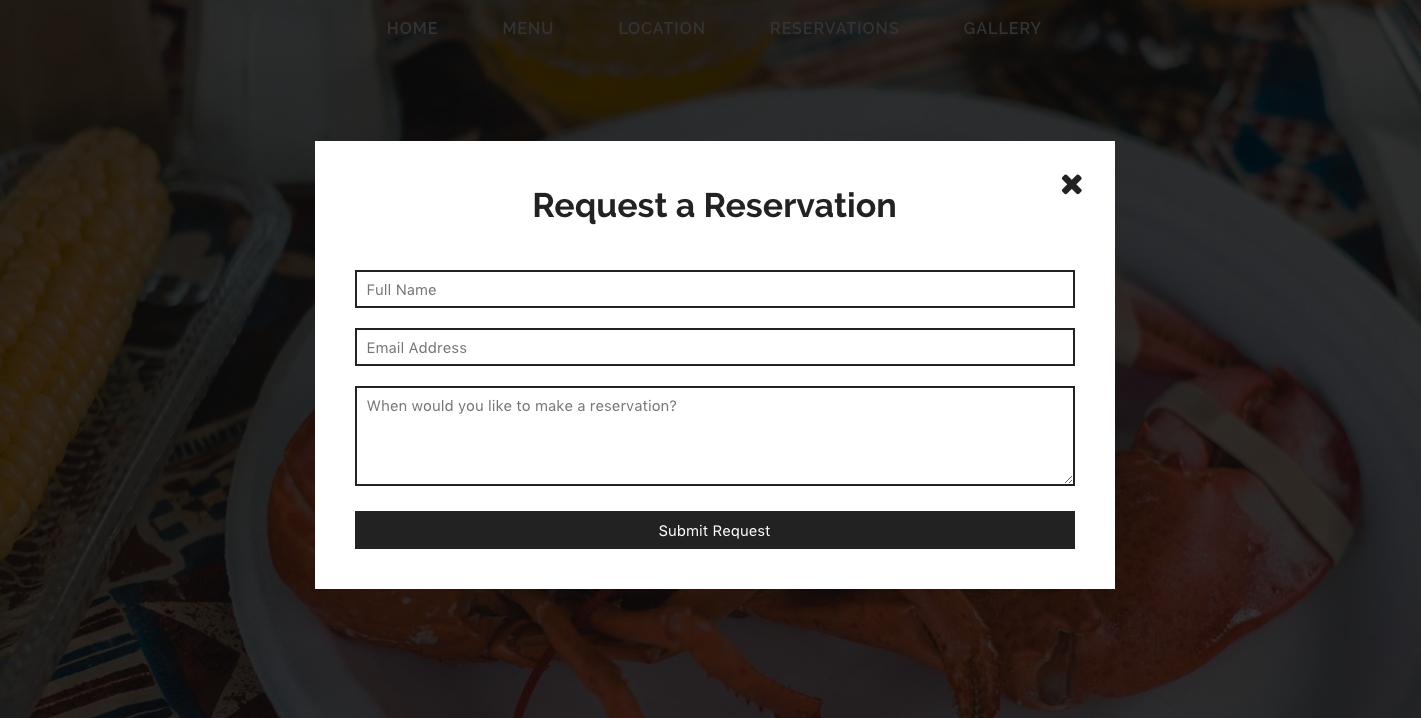 HOME MENU LOCATION RESERVATIONS GALLERY
Request a Reservation
Full Name
Email Address
When would you like to make a reservation?
Submit Request